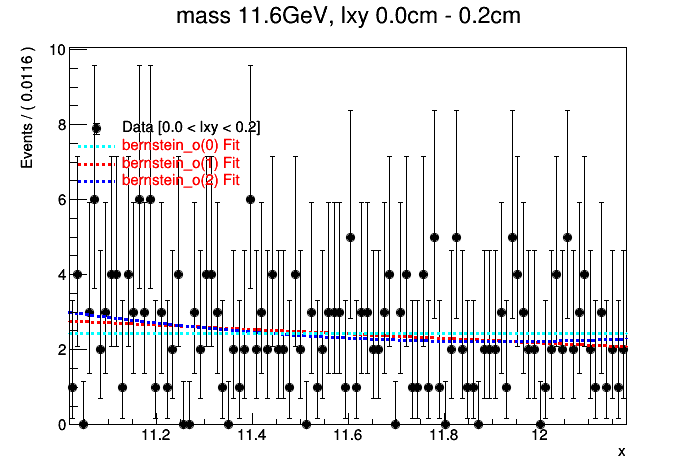 mass 11.6GeV, lxy 0.0cm - 0.2cm
Events / ( 0.0116 )
10
8
6
4
2
0
Data [0.0 < lxy < 0.2]
bernstein_o(0) Fit
bernstein_o(1) Fit
bernstein_o(2) Fit
11.2 11.4 11.6 11.8 12
x